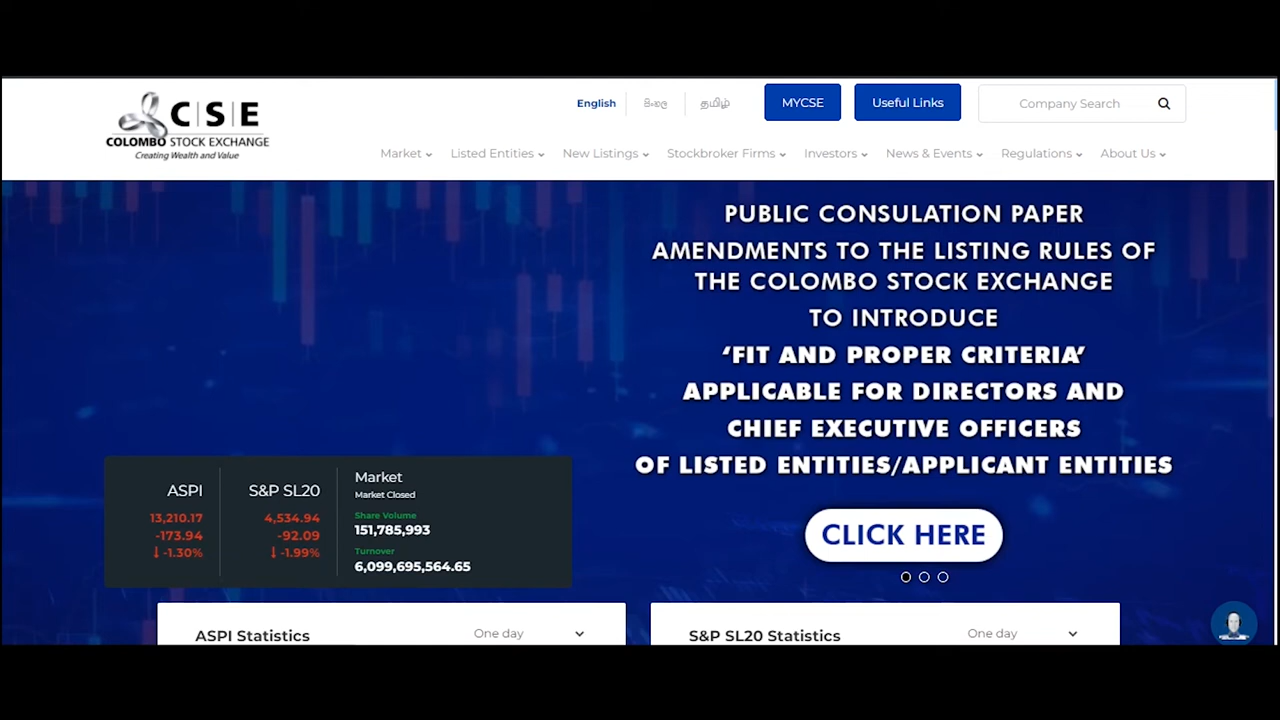 C|S|E
COLOMBO STOCK EXCHANGE
Creating Wealth and Value
English
සිංහල
தமிழ்
MYCSE
Useful Links
Company Search
Market
Listed Entities
New Listings
Stockbroker Firms
Investors
News & Events
Regulations
About Us
PUBLIC CONSULATION PAPER
AMENDMENTS TO THE LISTING RULES OF
THE COLOMBO STOCK EXCHANGE
TO INTRODUCE
‘FIT AND PROPER CRITERIA’
APPLICABLE FOR DIRECTORS AND
CHIEF EXECUTIVE OFFICERS
OF LISTED ENTITIES/APPLICANT ENTITIES
CLICK HERE
ASPI
13,210.17
-173.94
↓ -1.30%
S&P SL20
4,534.94
-92.09
↓ -1.99%
Market
Market Closed
Share Volume
151,785,993
Turnover
6,099,695,564.65
ASPI Statistics
One day
S&P SL20 Statistics
One day